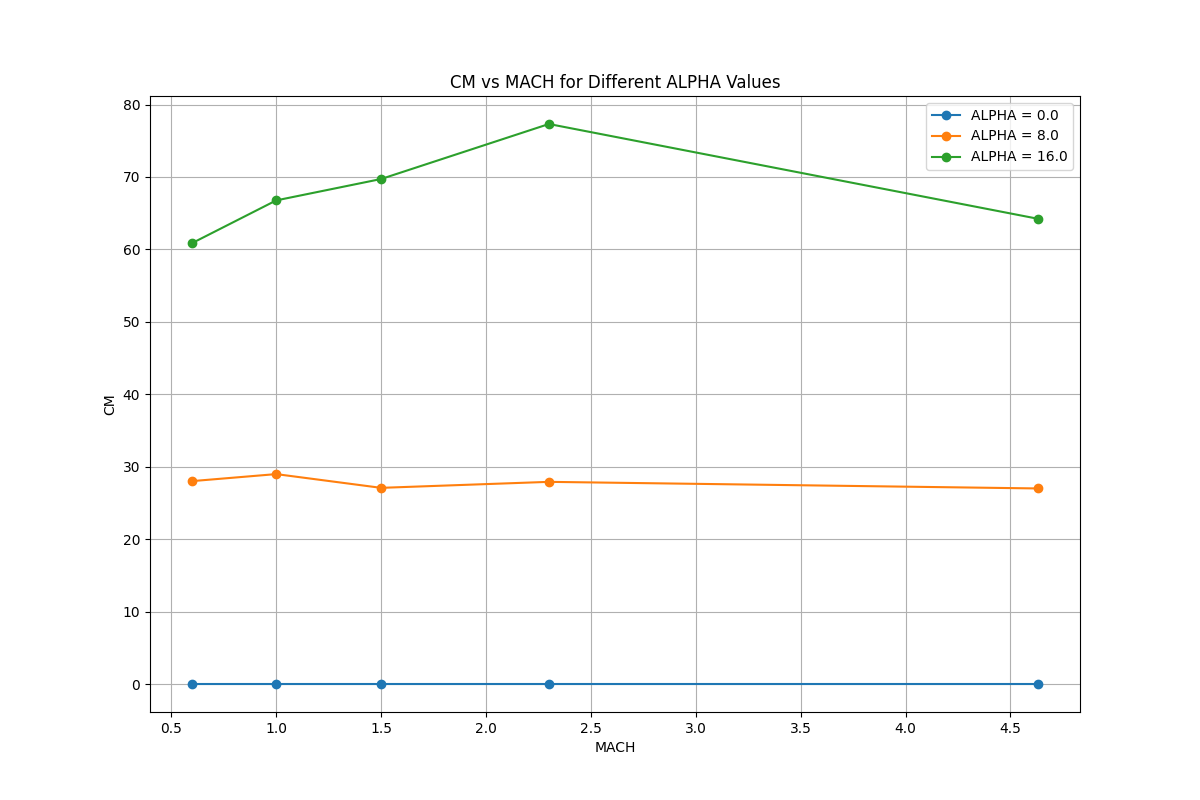 CM vs MACH for Different ALPHA Values
ALPHA = 0.0
ALPHA = 8.0
ALPHA = 16.0
80
70
60
50
40
30
20
10
0
CM
0.5 1.0 1.5 2.0 2.5 3.0 3.5 4.0 4.5
MACH